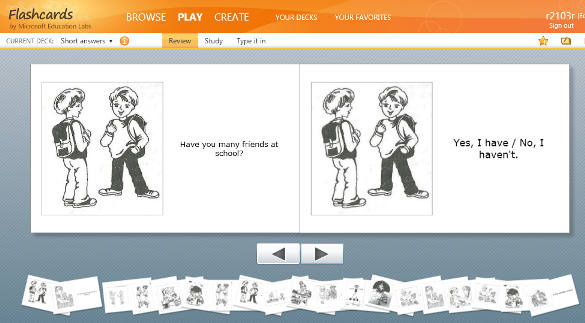 Flashcards
by Microsoft Education Labs
BROWSE PLAY CREATE YOUR DECKS YOUR FAVORITES
r2103r
Sign out
CURRENT DECK: Short answers Review Study Type it in
Have you many friends at
school?
Yes, I have / No, I
haven't.